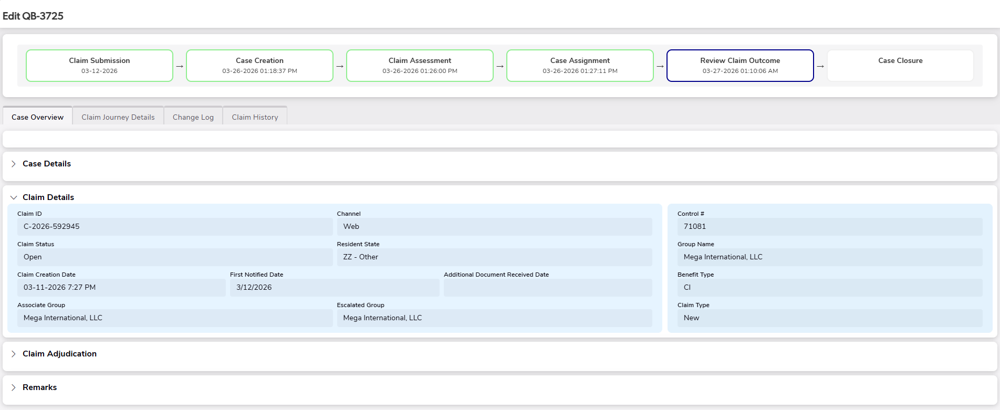 Edit QB-3725
Claim Submission
03-12-2026
→
Case Creation
03-26-2026 01:18:37 PM
→
Claim Assessment
03-26-2026 01:26:00 PM
→
Case Assignment
03-26-2026 01:27:11 PM
→
Review Claim Outcome
03-27-2026 01:10:06 AM
→
Case Closure
Case Overview
Claim Journey Details
Change Log
Claim History
Case Details
Claim Details
Claim ID
C-2026-592945
Channel
Web
Claim Status
Open
Resident State
ZZ - Other
Claim Creation Date
03-11-2026 7:27 PM
First Notified Date
3/12/2026
Additional Document Received Date
Associate Group
Mega International, LLC
Escalated Group
Mega International, LLC
Control #
71081
Group Name
Mega International, LLC
Benefit Type
CI
Claim Type
New
Claim Adjudication
Remarks